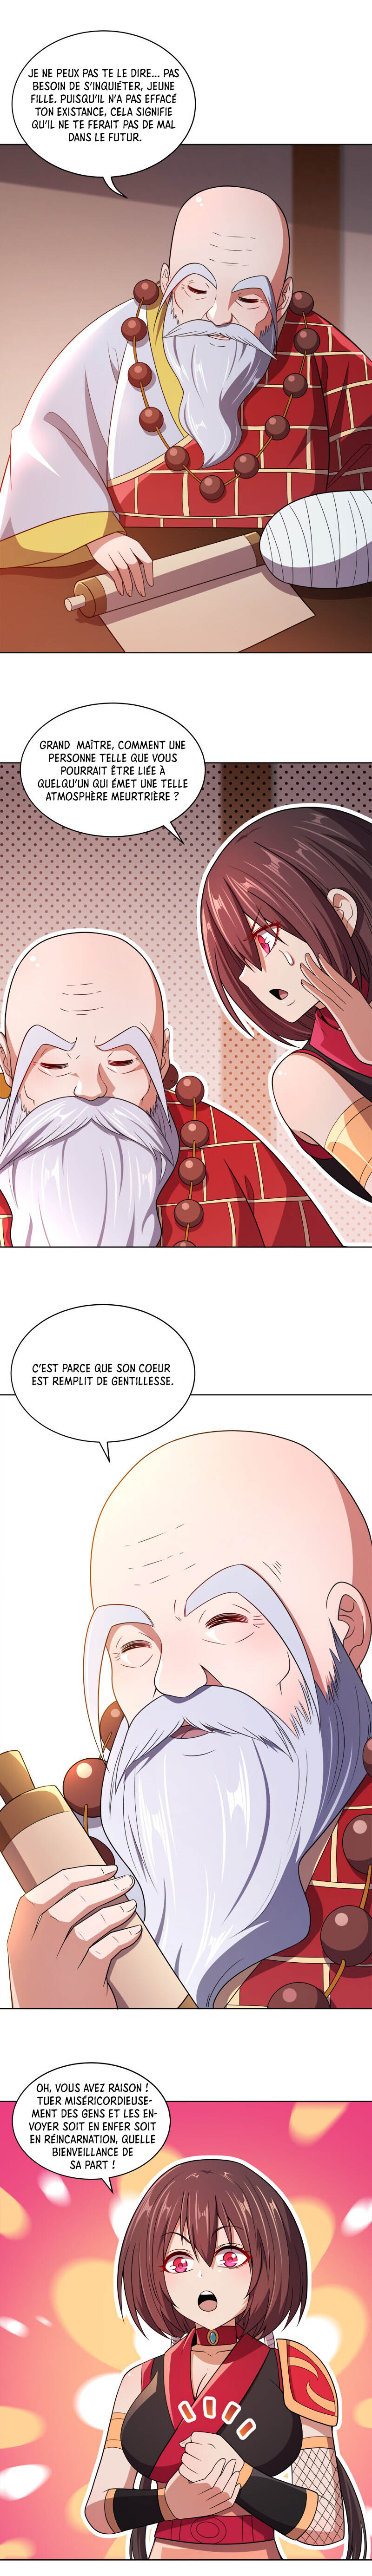 JE NE PEUX PAS TE LE DIRE... PAS
BESOIN DE S'INQUIÉTER, JEUNE
FILLE. PUISQU'IL N'A PAS EFFACÉ
TON EXISTANCE, CELA SIGNIFIE
QU'IL NE TE FERAIT PAS DE MAL
DANS LE FUTUR.
GRAND MAÎTRE, COMMENT UNE
PERSONNE TELLE QUE VOUS
POURRAIT ÊTRE LIÉE À
QUELQU'UN QUI ÉMET UNE TELLE
ATMOSPHÈRE MEURTRIÈRE ?
C'EST PARCE QUE SON COEUR
EST REMPLIT DE GENTILLESSE.
OH, VOUS AVEZ RAISON !
TUER MISÉRICORDIEUSE-
MENT DES GENS ET LES EN-
VOYER SOIT EN ENFER SOIT
EN RÉINCARNATION, QUELLE
BIENVEILLANCE DE
SA PART !